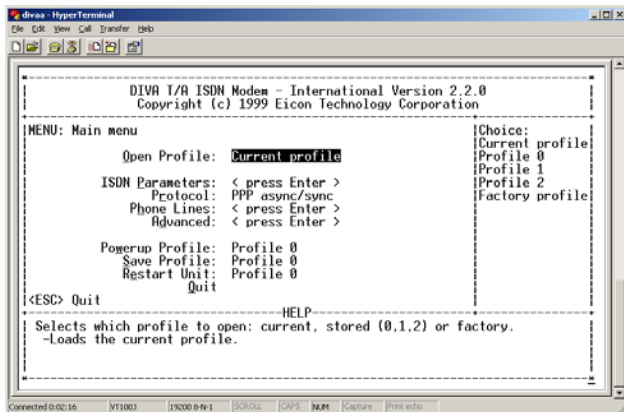 divaa - HyperTerminal
File Edit View Call Transfer Help
DIVA T/A ISDN Modem - International Version 2.2.0
Copyright (c) 1999 Eicon Technology Corporation
MENU: Main menu
Open Profile: Current profile
ISDN Parameters: < press Enter >
Protocol: PPP async/sync
Phone Lines: < press Enter >
Advanced: < press Enter >
Powerup Profile: Profile 0
Save Profile: Profile 0
Restart Unit: Profile 0
Quit
<ESC> Quit
Choice:
Current profile
Profile 0
Profile 1
Profile 2
Factory profile
HELP
Selects which profile to open: current, stored (0,1,2) or factory.
-Loads the current profile.
Connected 0:02:16 VT100J 19200 8-N-1 SCROLL CAPS NUM Capture Print echo